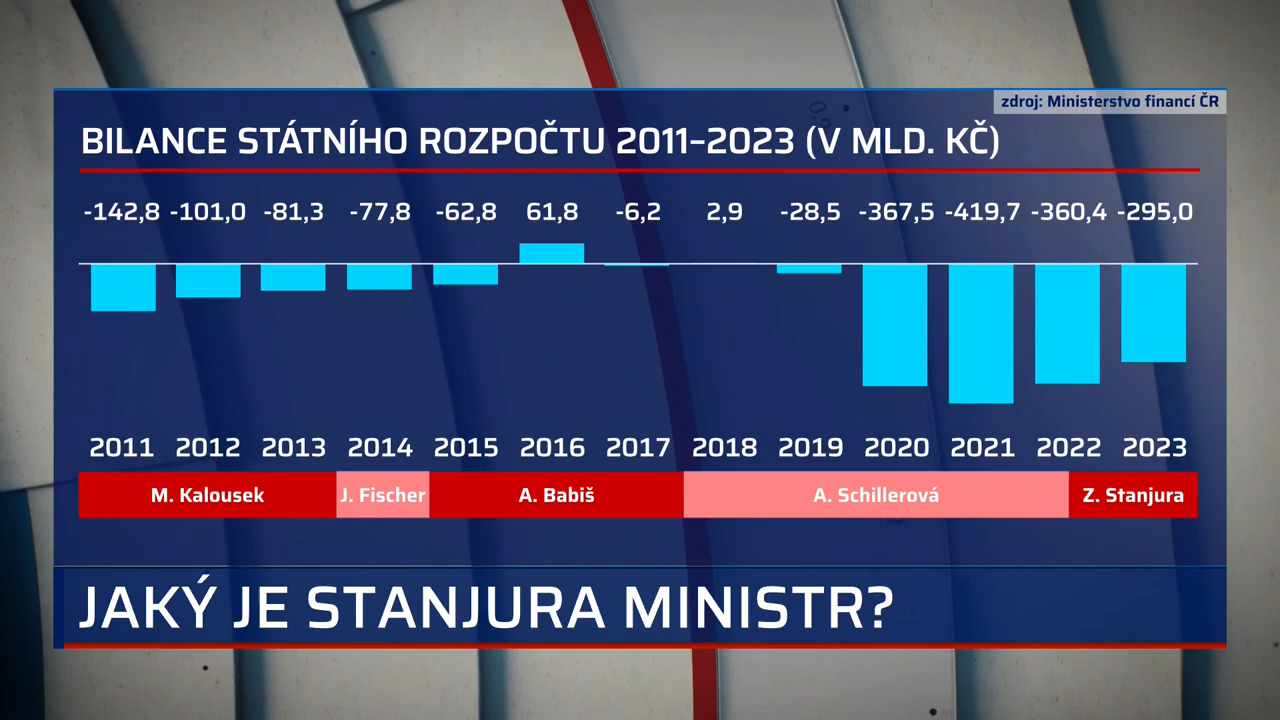 zdroj: Ministerstvo financí ČR
BILANCE STÁTNÍHO ROZPOČTU 2011–2023 (V MLD. KČ)
-142,8 -101,0 -81,3 -77,8 -62,8 61,8 -6,2 2,9 -28,5 -367,5 -419,7 -360,4 -295,0
2011 2012 2013 2014 2015 2016 2017 2018 2019 2020 2021 2022 2023
M. Kalousek J. Fischer A. Babiš A. Schillerová Z. Stanjura
JAKÝ JE STANJURA MINISTR?